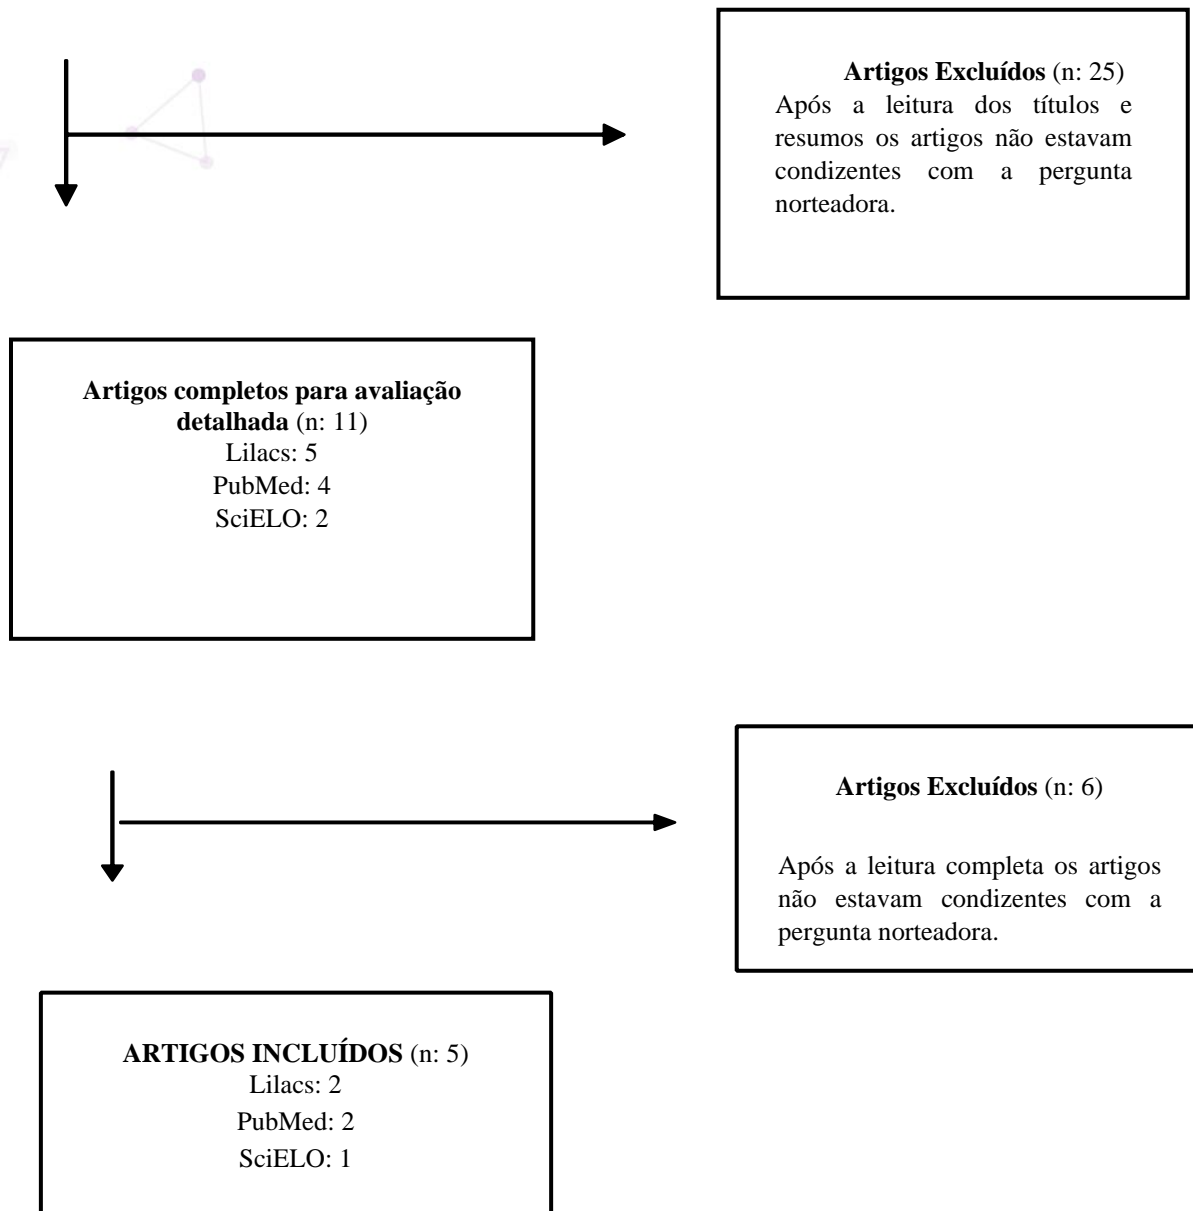 Artigos Excluídos (n: 25)
Após a leitura dos títulos e
resumos os artigos não estavam
condizentes com a pergunta
norteadora.
Artigos completos para avaliação
detalhada (n: 11)
Lilacs: 5
PubMed: 4
SciELO: 2
Artigos Excluídos (n: 6)
Após a leitura completa os artigos
não estavam condizentes com a
pergunta norteadora.
ARTIGOS INCLUÍDOS (n: 5)
Lilacs: 2
PubMed: 2
SciELO: 1